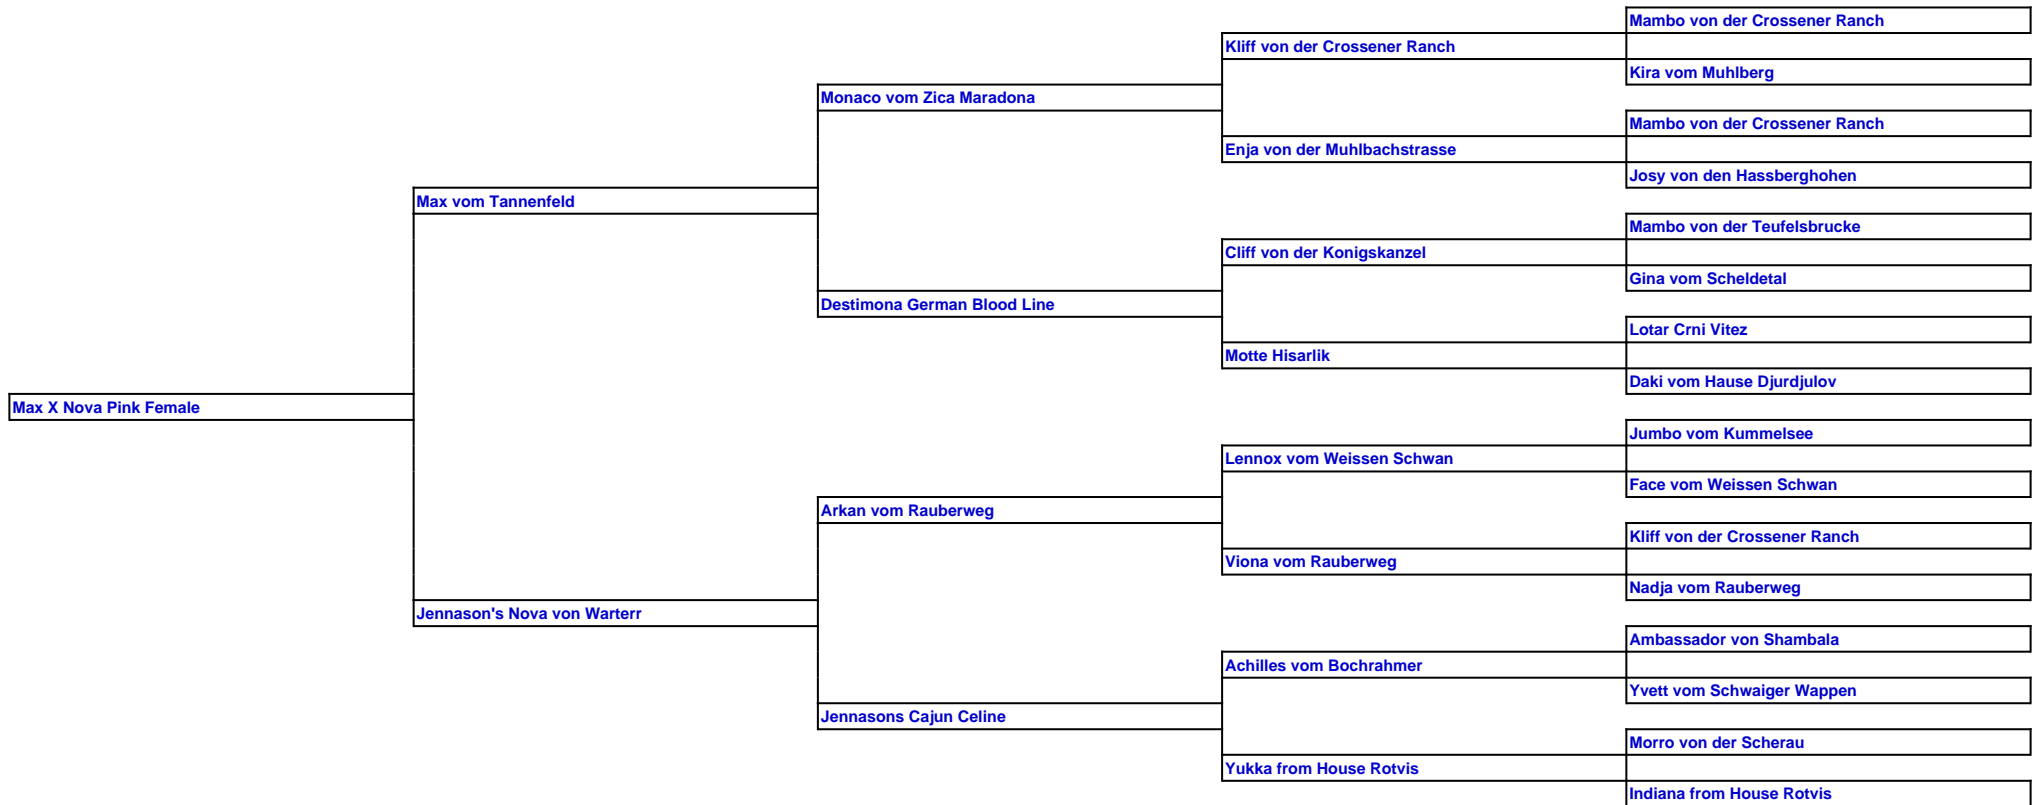 Mambo von der Crossener Ranch
Kliff von der Crossener Ranch
Kira vom Muhlberg
Monaco vom Zica Maradona
Mambo von der Crossener Ranch
Enja von der Muhlbachstrasse
Josy von den Hassberghohen
Max vom Tannenfeld
Mambo von der Teufelsbrucke
Cliff von der Konigskanzel
Gina vom Scheldetal
Destimona German Blood Line
Lotar Crni Vitez
Motte Hisarlik
Daki vom Hause Djurdjulov
Max X Nova Pink Female
Jumbo vom Kummelsee
Lennox vom Weissen Schwan
Face vom Weissen Schwan
Arkan vom Rauberweg
Kliff von der Crossener Ranch
Viona vom Rauberweg
Nadja vom Rauberweg
Jennason's Nova von Warterr
Ambassador von Shambala
Achilles vom Bochrahmer
Yvett vom Schwaiger Wappen
Jennasons Cajun Celine
Morro von der Scherau
Yukka from House Rotvis
Indiana from House Rotvis